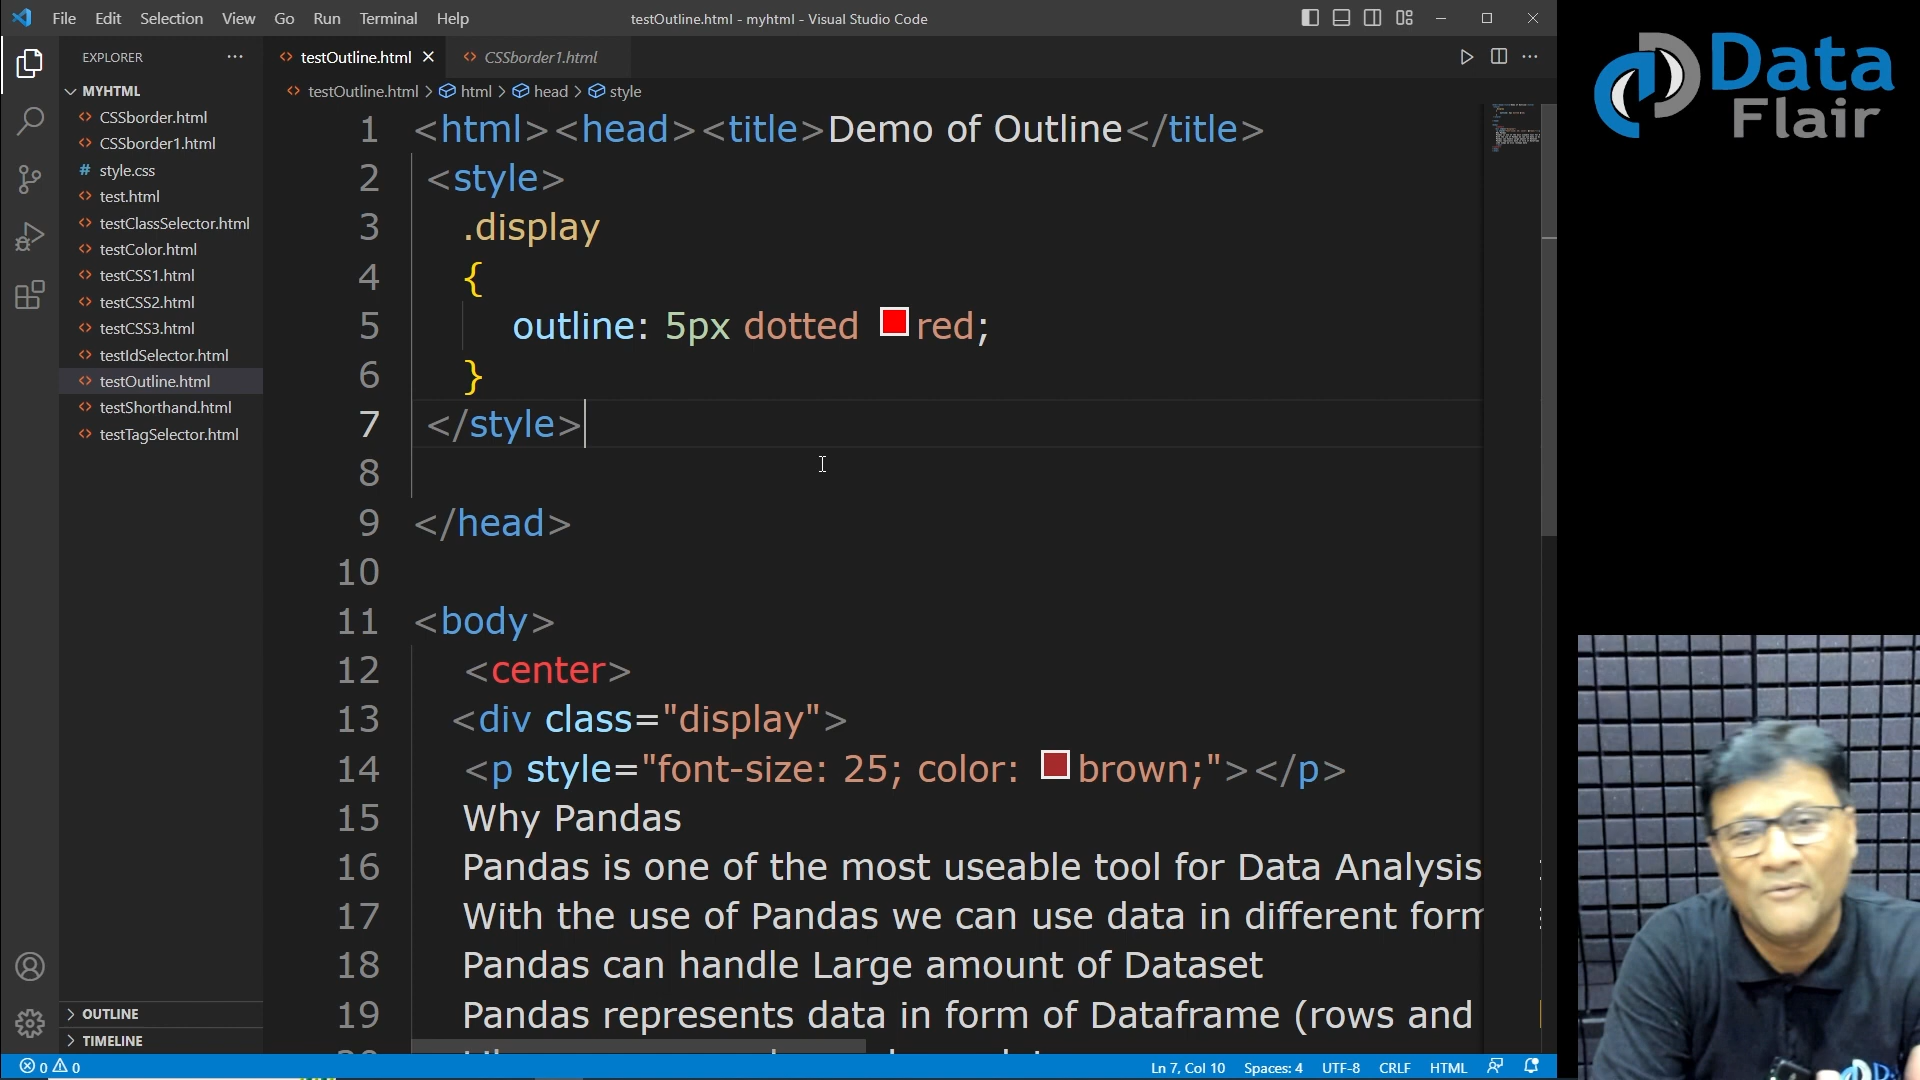 File Edit Selection View Go Run Terminal Help
testOutline.html - myhtml - Visual Studio Code
EXPLORER
MYHTML
CSSborder.html
CSSborder1.html
# style.css
test.html
testClassSelector.html
testColor.html
testCSS1.html
testCSS2.html
testCSS3.html
testIdSelector.html
testOutline.html
testShorthand.html
testTagSelector.html
OUTLINE
TIMELINE
testOutline.html
CSSborder1.html
testOutline.html > html > head > style
1 <html><head><title>Demo of Outline</title>
2 <style>
3 .display
4 {
5 outline: 5px dotted red;
6 }
7 </style>
8
9 </head>
10
11 <body>
12 <center>
13 <div class="display">
14 <p style="font-size: 25; color: brown;"></p>
15 Why Pandas
16 Pandas is one of the most useable tool for Data Analysis
17 With the use of Pandas we can use data in different form
18 Pandas can handle Large amount of Dataset
19 Pandas represents data in form of Dataframe (rows and
0 0
Ln 7, Col 10 Spaces: 4 UTF-8 CRLF HTML
Data
Flair